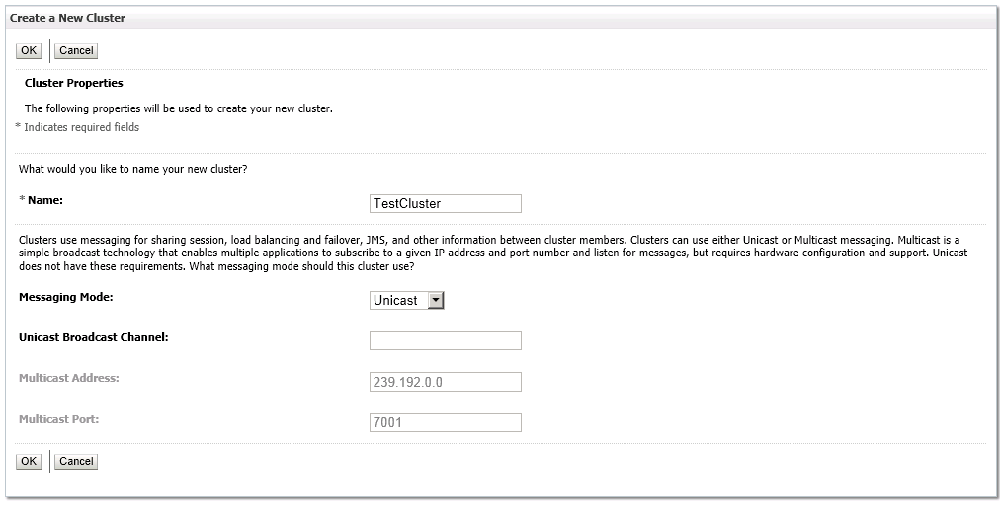 Create a New Cluster
OK Cancel
Cluster Properties
The following properties will be used to create your new cluster.
* Indicates required fields
What would you like to name your new cluster?
* Name: TestCluster
Clusters use messaging for sharing session, load balancing and failover, JMS, and other information between cluster members. Clusters can use either Unicast or Multicast messaging. Multicast is a
simple broadcast technology that enables multiple applications to subscribe to a given IP address and port number and listen for messages, but requires hardware configuration and support. Unicast
does not have these requirements. What messaging mode should this cluster use?
Messaging Mode: Unicast
Unicast Broadcast Channel:
Multicast Address: 239.192.0.0
Multicast Port: 7001
OK Cancel